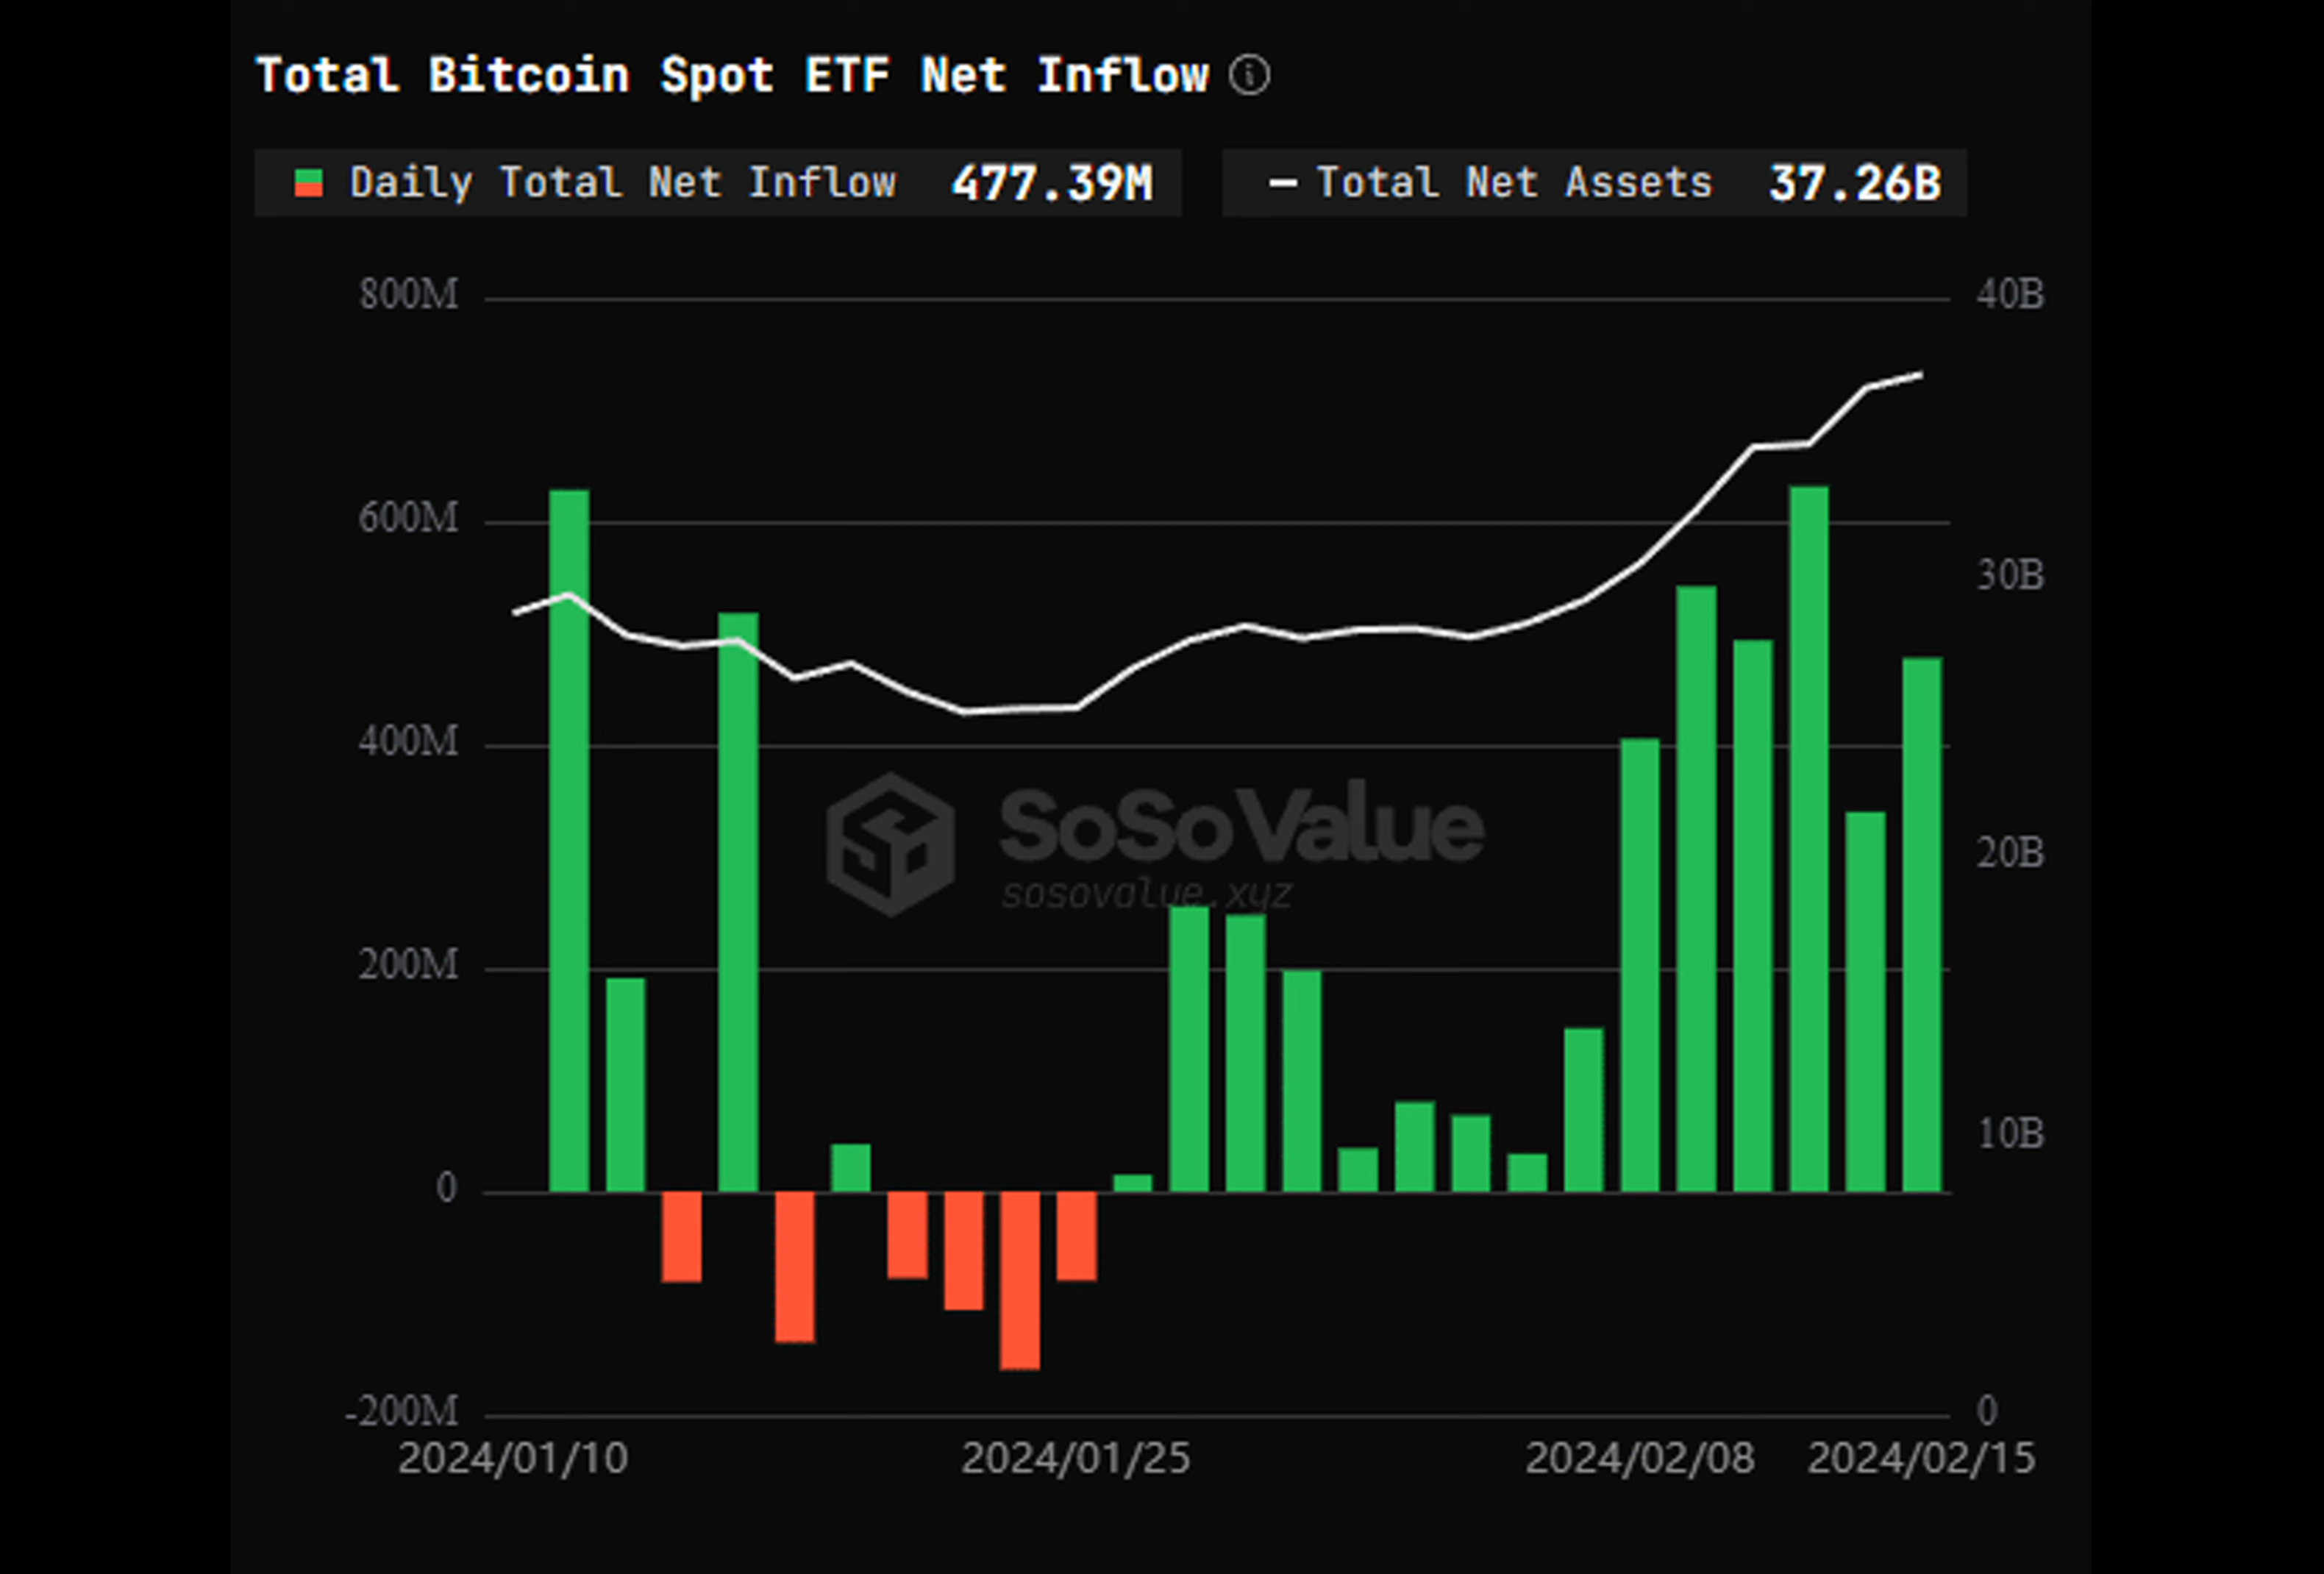 Total Bitcoin Spot ETF Net Inflow
Daily Total Net Inflow 477.39M
Total Net Assets 37.26B
800M
40B
600M
30B
400M
SoSoValue
sosovalue.xyz
20B
200M
10B
0
-200M
0
2024/01/10
2024/01/25
2024/02/08
2024/02/15